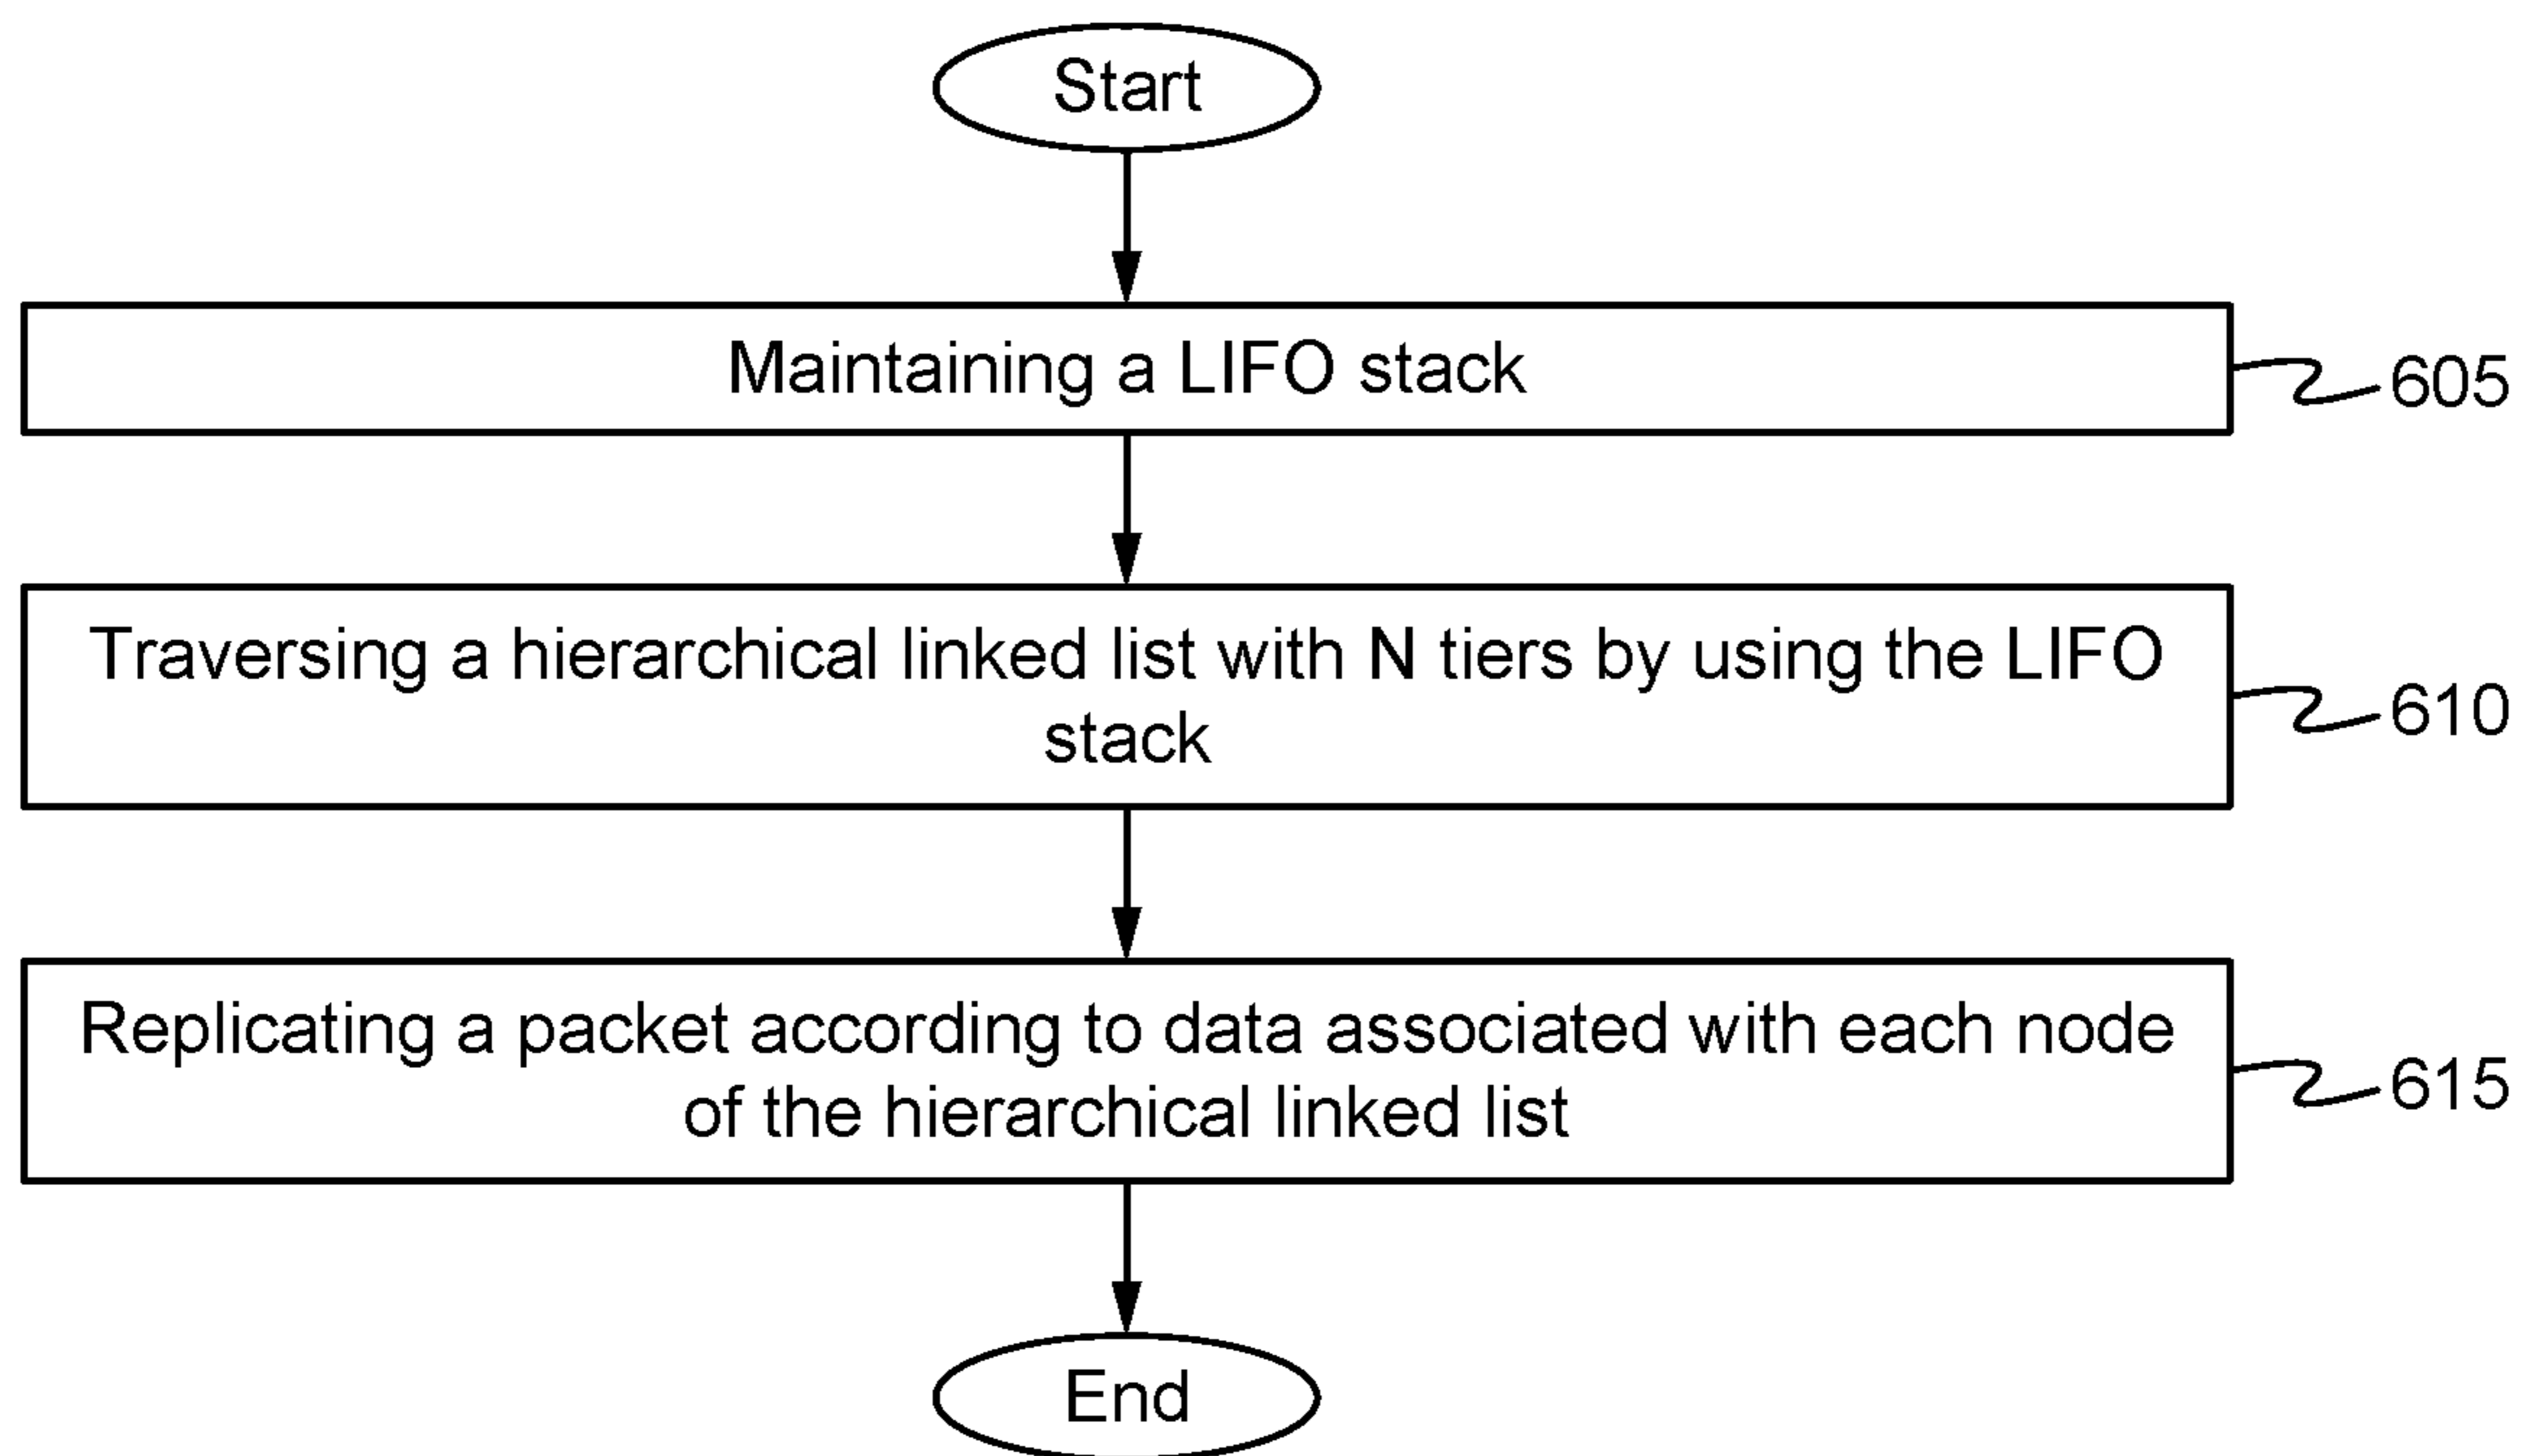 Start
Maintaining a LIFO stack
605
Traversing a hierarchical linked list with N tiers by using the LIFO
stack
610
Replicating a packet according to data associated with each node
of the hierarchical linked list
615
End